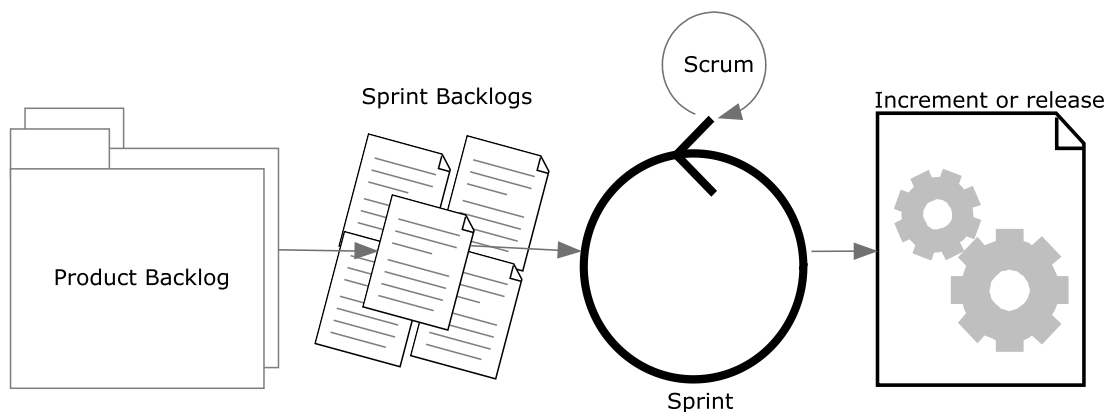 Product Backlog
Sprint Backlogs
Scrum
Sprint
Increment or release